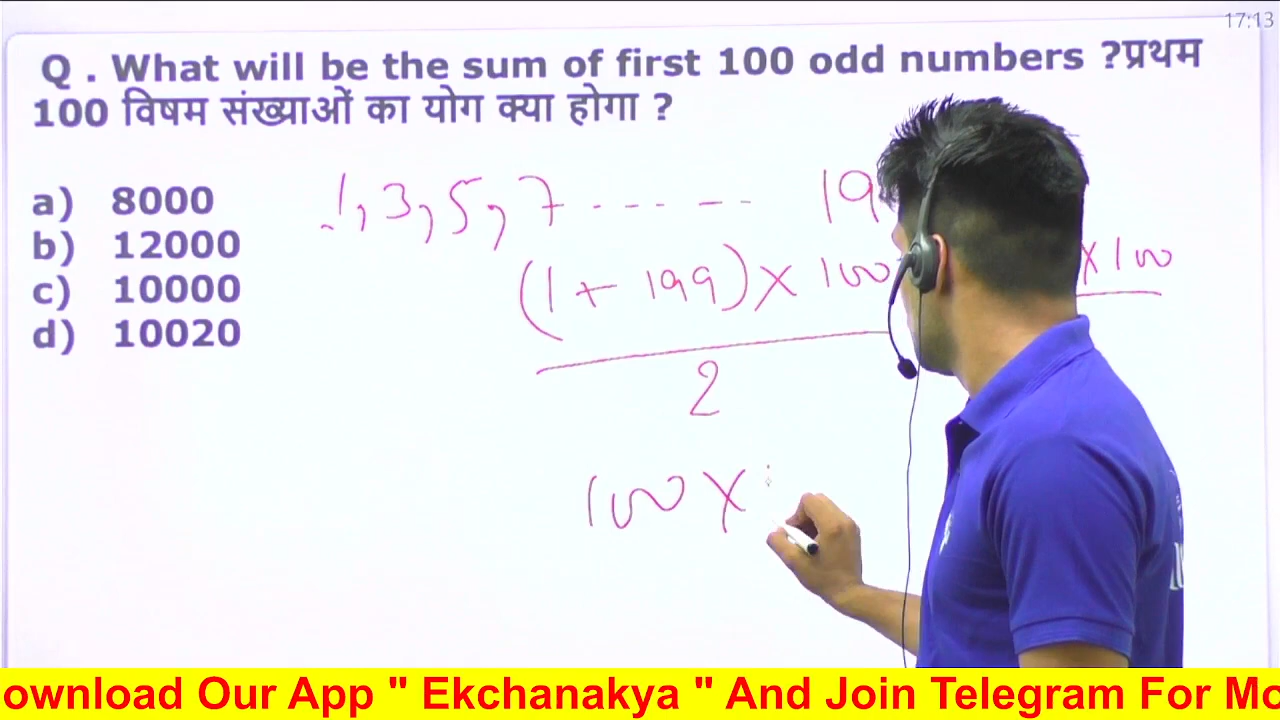 17:13
Q . What will be the sum of first 100 odd numbers ?प्रथम
100 विषम संख्याओं का योग क्या होगा ?
a) 8000
b) 12000
c) 10000
d) 10020
1, 3, 5, 7 - - - - - - 19
(1 + 199) X 100
X 100
2
100 X
ownload Our App " Ekchanakya " And Join Telegram For Mo